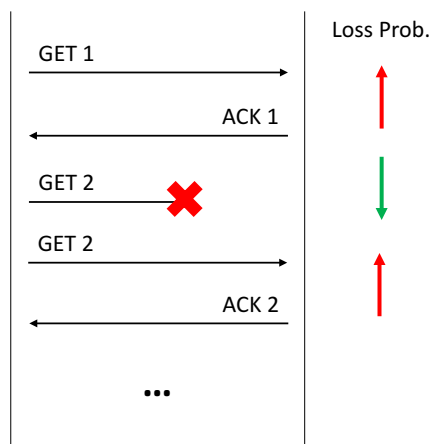 Loss Prob.
GET 1
ACK 1
GET 2
GET 2
ACK 2
...